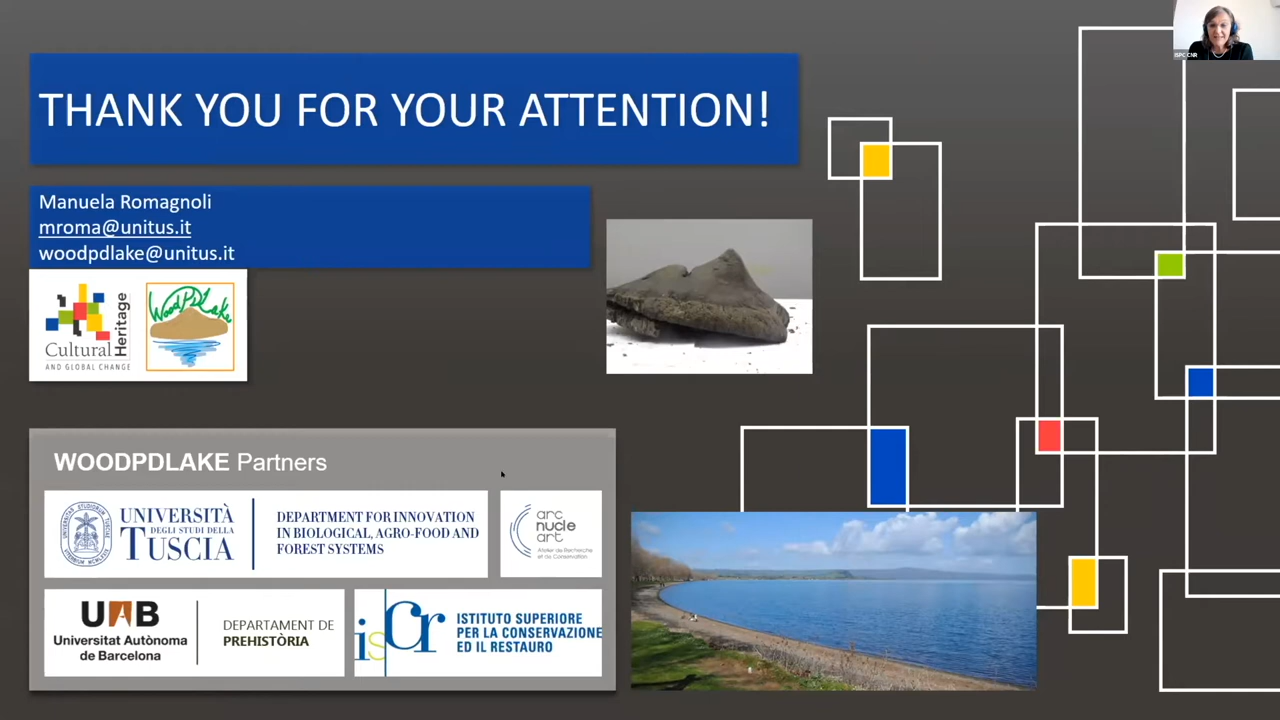 ISPC CNR
THANK YOU FOR YOUR ATTENTION!
Manuela Romagnoli
mroma@unitus.it
woodpdlake@unitus.it
Cultural Heritage
AND GLOBAL CHANGE
WoodPDLake
WOODPDLAKE Partners
UNIVERSITÀ
DEGLI STUDI DELLA
TUSCIA
DEPARTMENT FOR INNOVATION
IN BIOLOGICAL, AGRO-FOOD AND
FOREST SYSTEMS
arc
nucle
art
Atelier de Recherche
et de Conservation
UAB
Universitat Autònoma
de Barcelona
DEPARTAMENT DE
PREHISTÒRIA
isCr
ISTITUTO SUPERIORE
PER LA CONSERVAZIONE
ED IL RESTAURO